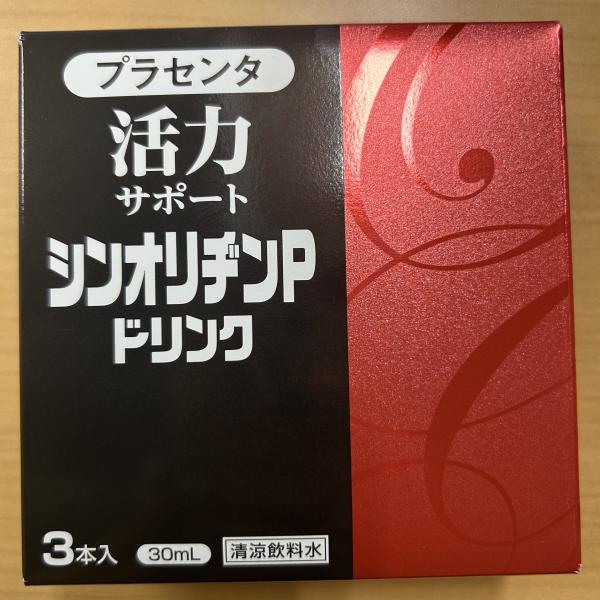 プラセンタ
活力
サポート
シンオリヂンP
ドリンク
3本入 30mL 清涼飲料水